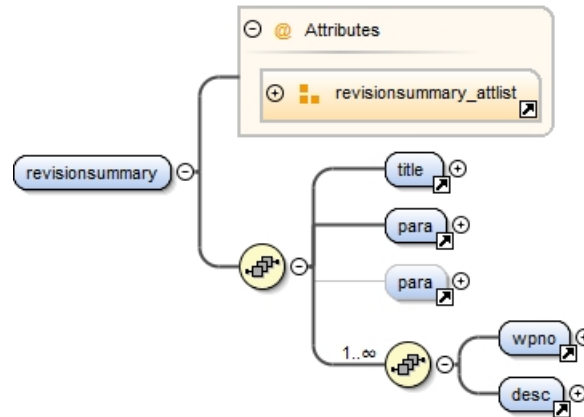 @ Attributes
revisionsummary_attlist
revisionsummary
title
para
para
1..∞
wpno
desc